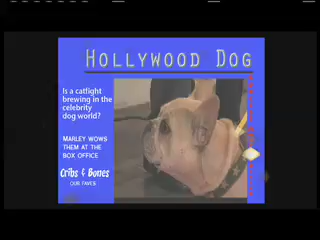 HOLLYWOOD DOG
Is a catfight
brewing in the
celebrity
dog world?
MARLEY WOWS
THEM AT THE
BOX OFFICE
Cribs & Bones
OUR FAVES